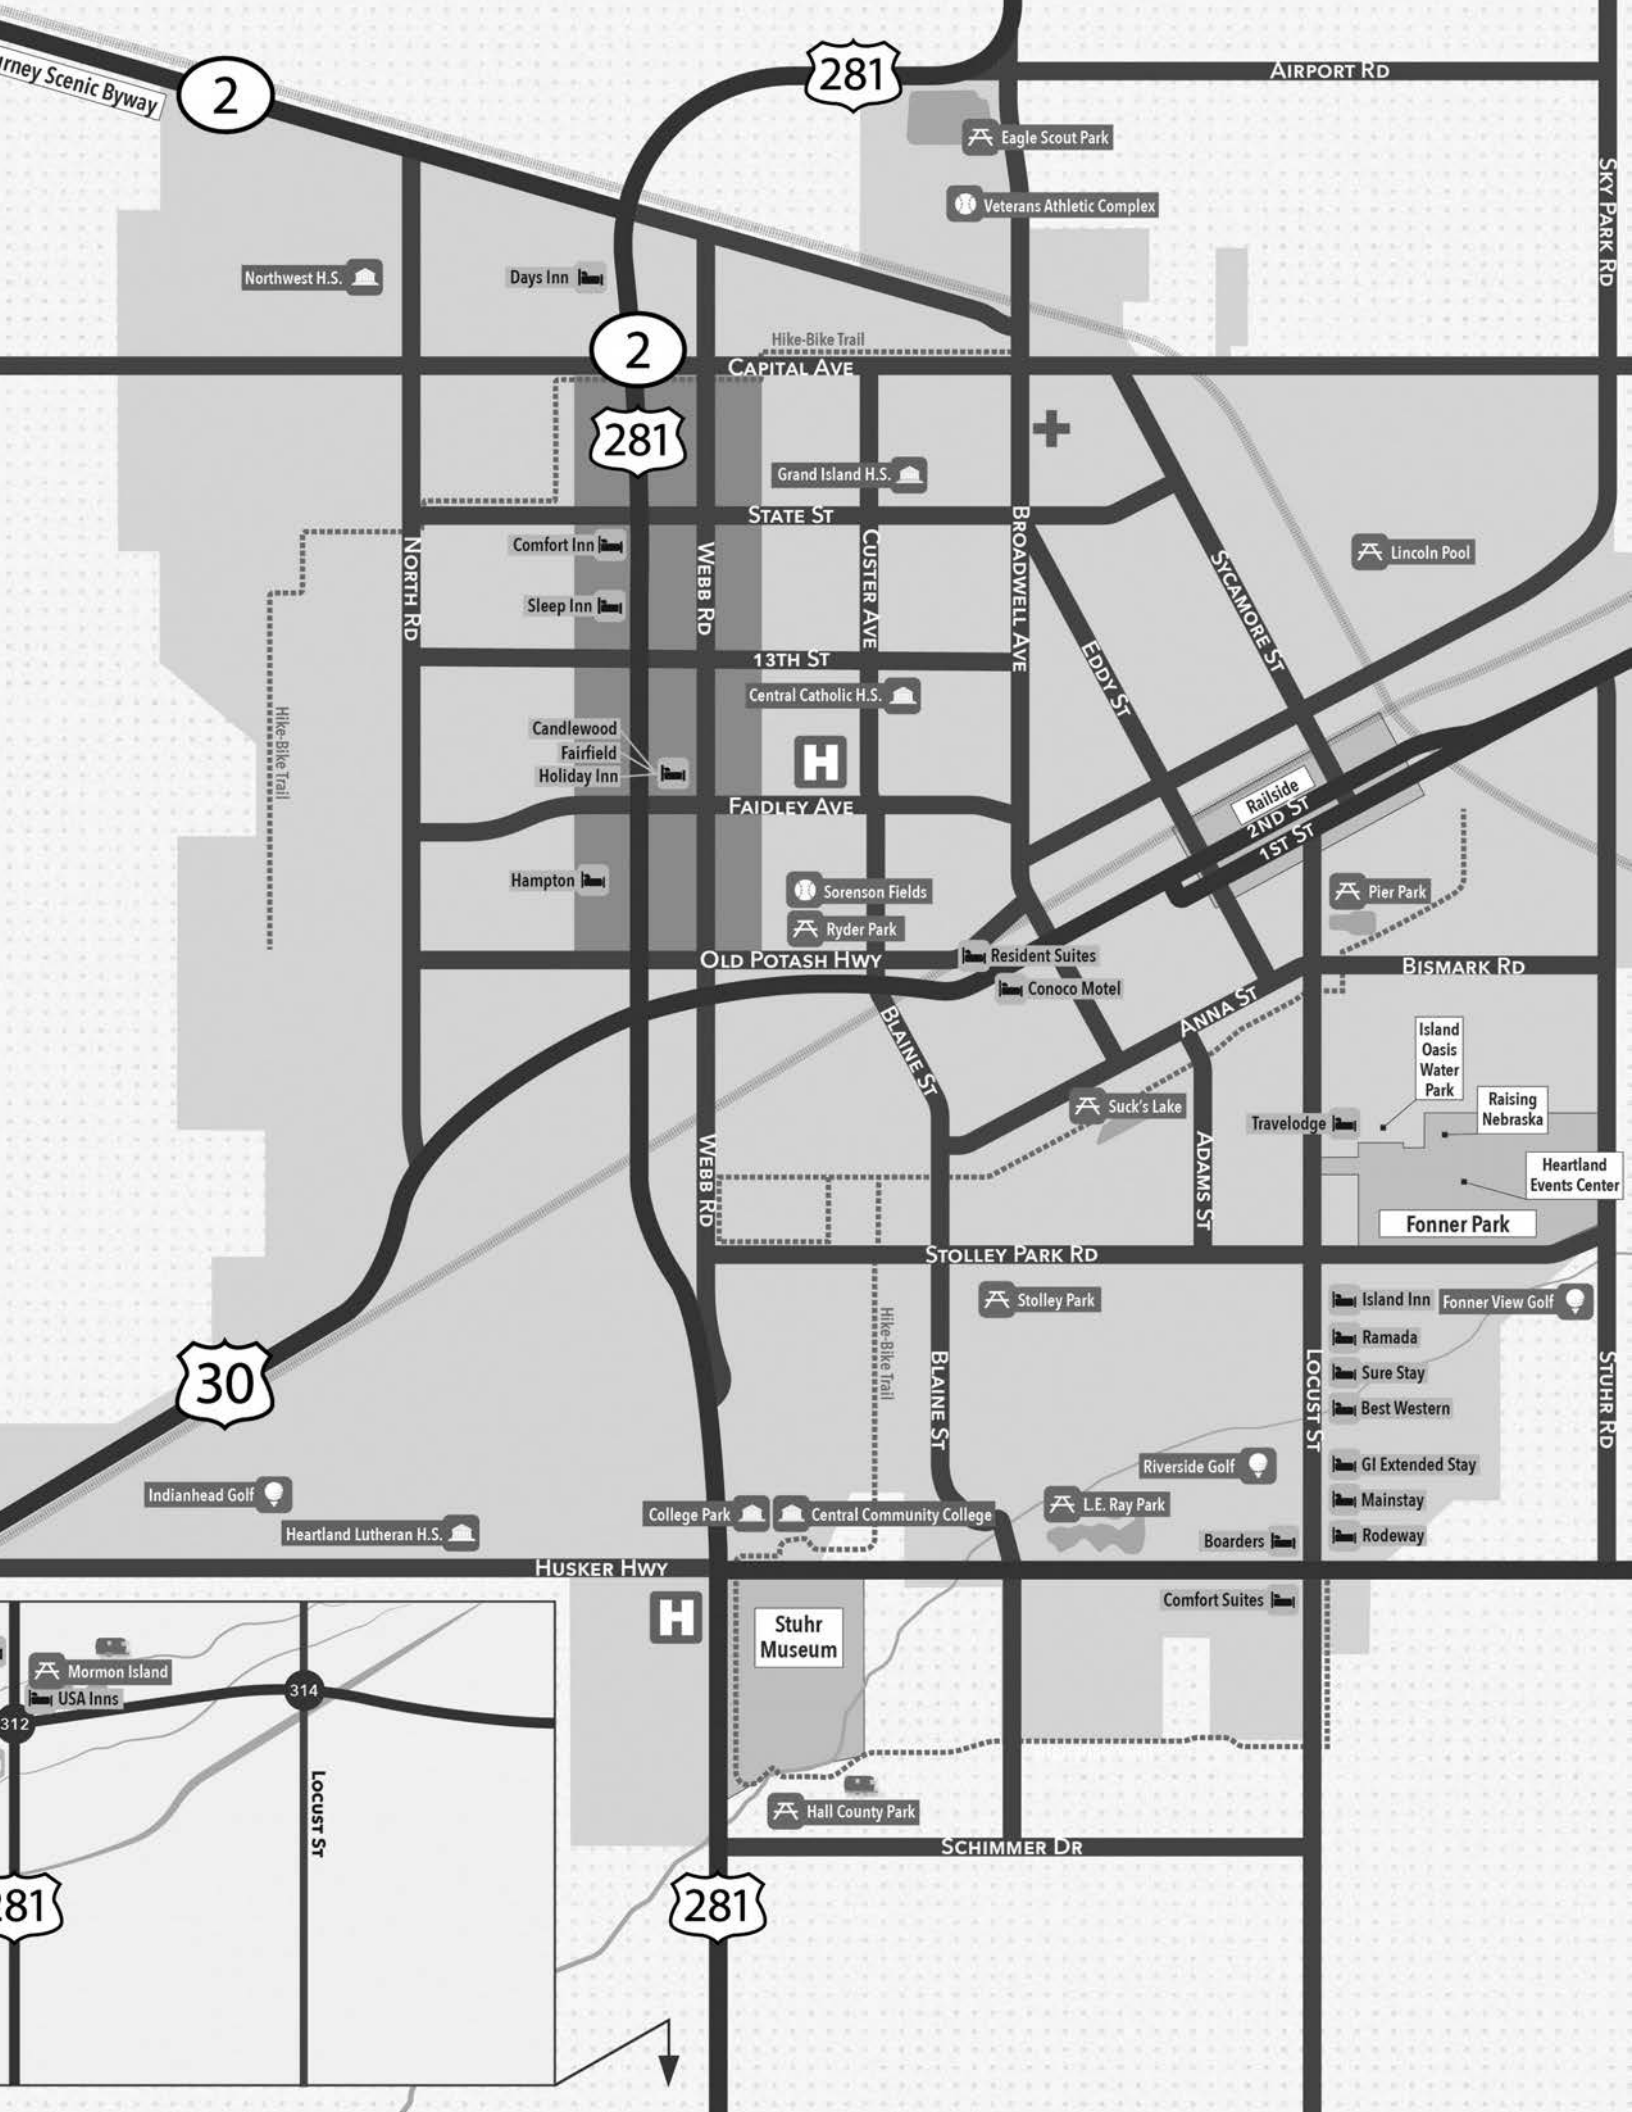 281
AIRPORT RD
rney Scenic Byway
2
Eagle Scout Park
Veterans Athletic Complex
SKY PARK RD
Northwest H.S.
Days Inn
2
Hike-Bike Trail
CAPITAL AVE
281
Grand Island H.S.
STATE ST
Comfort Inn
NORTH RD
WEBB RD
CUSTER AVE
BROADWELL AVE
SYCAMORE ST
Lincoln Pool
Sleep Inn
13TH ST
EDDY ST
Central Catholic H.S.
Hike-Bike Trail
Candlewood
Fairfield
Holiday Inn
H
Railside
2ND ST
1ST ST
FAIDLEY AVE
Hampton
Sorenson Fields
Pier Park
Ryder Park
OLD POTASH HWY
Resident Suites
BISMARK RD
Conoco Motel
ANNA ST
BLAINE ST
Island
Oasis
Water
Park
Suck's Lake
Travelodge
Raising
Nebraska
WEBB RD
ADAMS ST
Heartland
Events Center
Fonner Park
STOLLEY PARK RD
Stolley Park
Island Inn
Fonner View Golf
Hike-Bike Trail
Ramada
30
BLAINE ST
LOCUST ST
STUHR RD
Sure Stay
Best Western
Riverside Golf
GI Extended Stay
Indianhead Golf
L.E. Ray Park
Mainstay
College Park
Central Community College
Heartland Lutheran H.S.
Boarders
Rodeway
HUSKER HWY
Comfort Suites
H
Stuhr
Museum
Mormon Island
USA Inns
314
312
LOCUST ST
Hall County Park
SCHIMMER DR
281
281